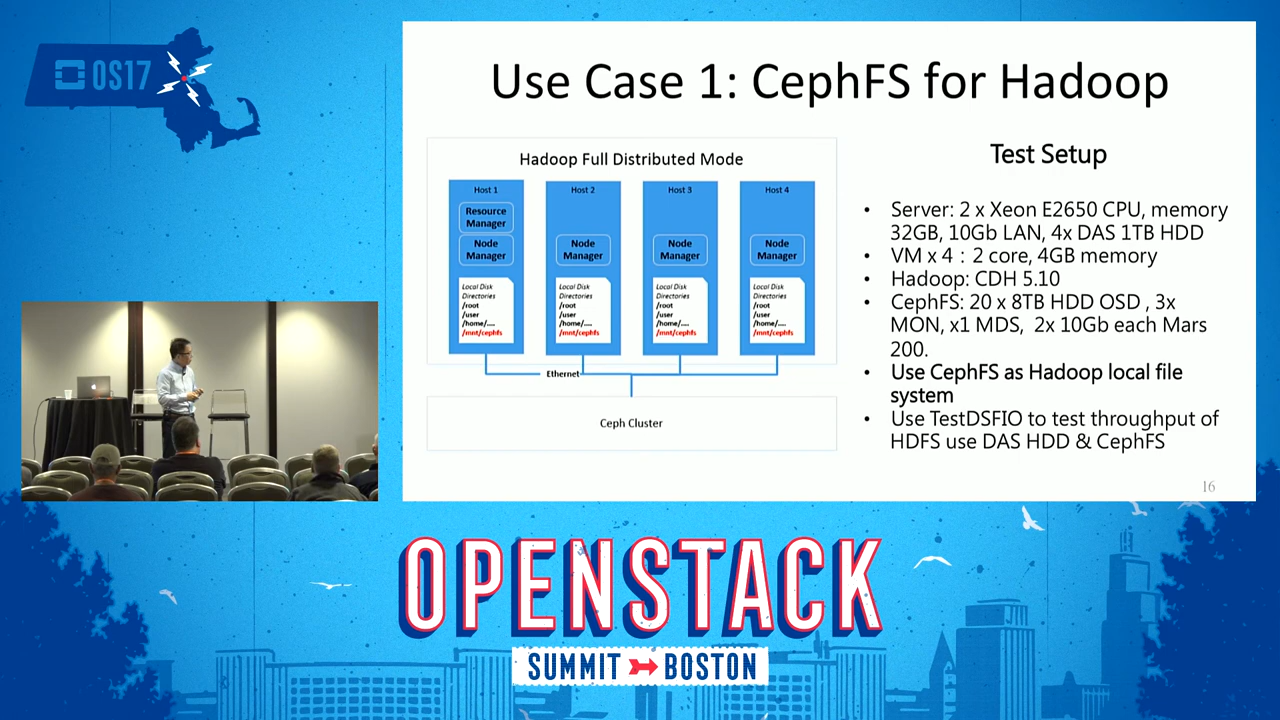 OS17
Use Case 1: CephFS for Hadoop
Hadoop Full Distributed Mode
Host 1
Resource
Manager
Node
Manager
Local Disk
Directories
/root
/user
/home/....
/mnt/cephfs
Host 2
Node
Manager
Local Disk
Directories
/root
/user
/home/....
/mnt/cephfs
Host 3
Node
Manager
Local Disk
Directories
/root
/user
/home/....
/mnt/cephfs
Host 4
Node
Manager
Local Disk
Directories
/root
/user
/home/....
/mnt/cephfs
Ethernet
Ceph Cluster
Test Setup
• Server: 2 x Xeon E2650 CPU, memory
32GB, 10Gb LAN, 4x DAS 1TB HDD
• VM x 4 : 2 core, 4GB memory
• Hadoop: CDH 5.10
• CephFS: 20 x 8TB HDD OSD , 3x
MON, x1 MDS, 2x 10Gb each Mars
200.
• Use CephFS as Hadoop local file
system
• Use TestDSFIO to test throughput of
HDFS use DAS HDD & CephFS
16
OPENSTACK
SUMMIT BOSTON